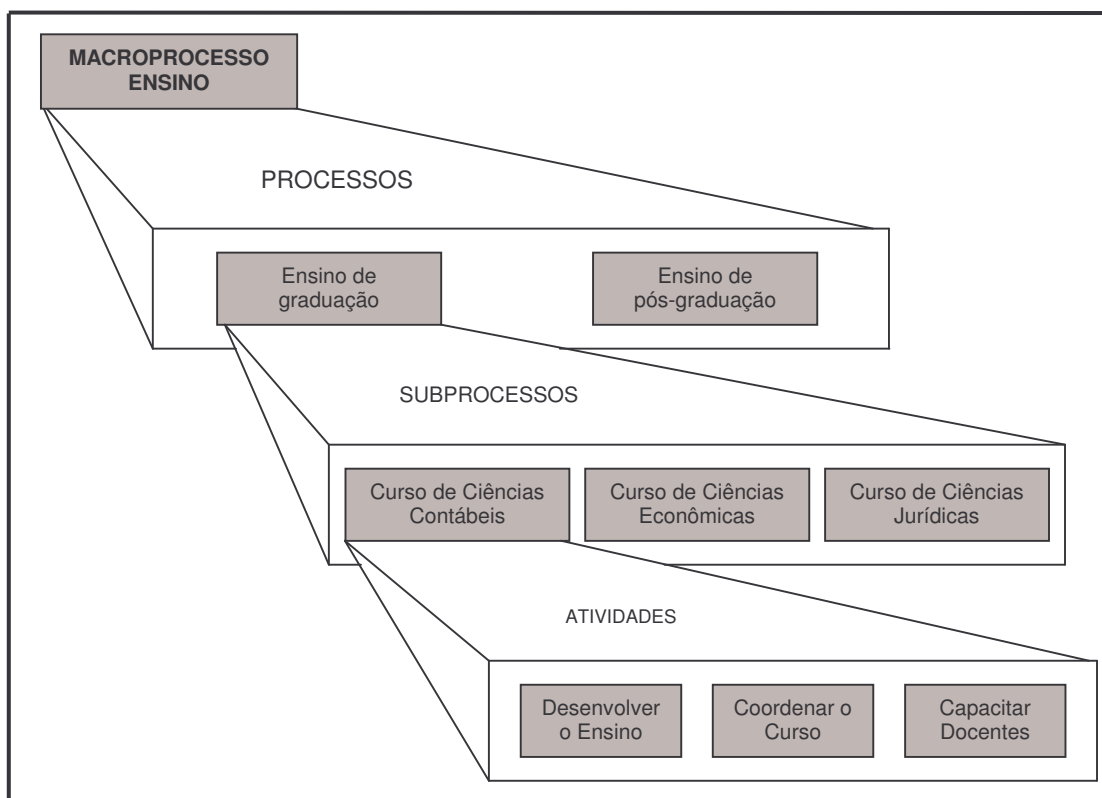 MACROPROCESSO
ENSINO
PROCESSOS
Ensino de
graduação
Ensino de
pós-graduação
SUBPROCESSOS
Curso de Ciências
Contábeis
Curso de Ciências
Econômicas
Curso de Ciências
Jurídicas
ATIVIDADES
Desenvolver
o Ensino
Coordenar o
Curso
Capacitar
Docentes